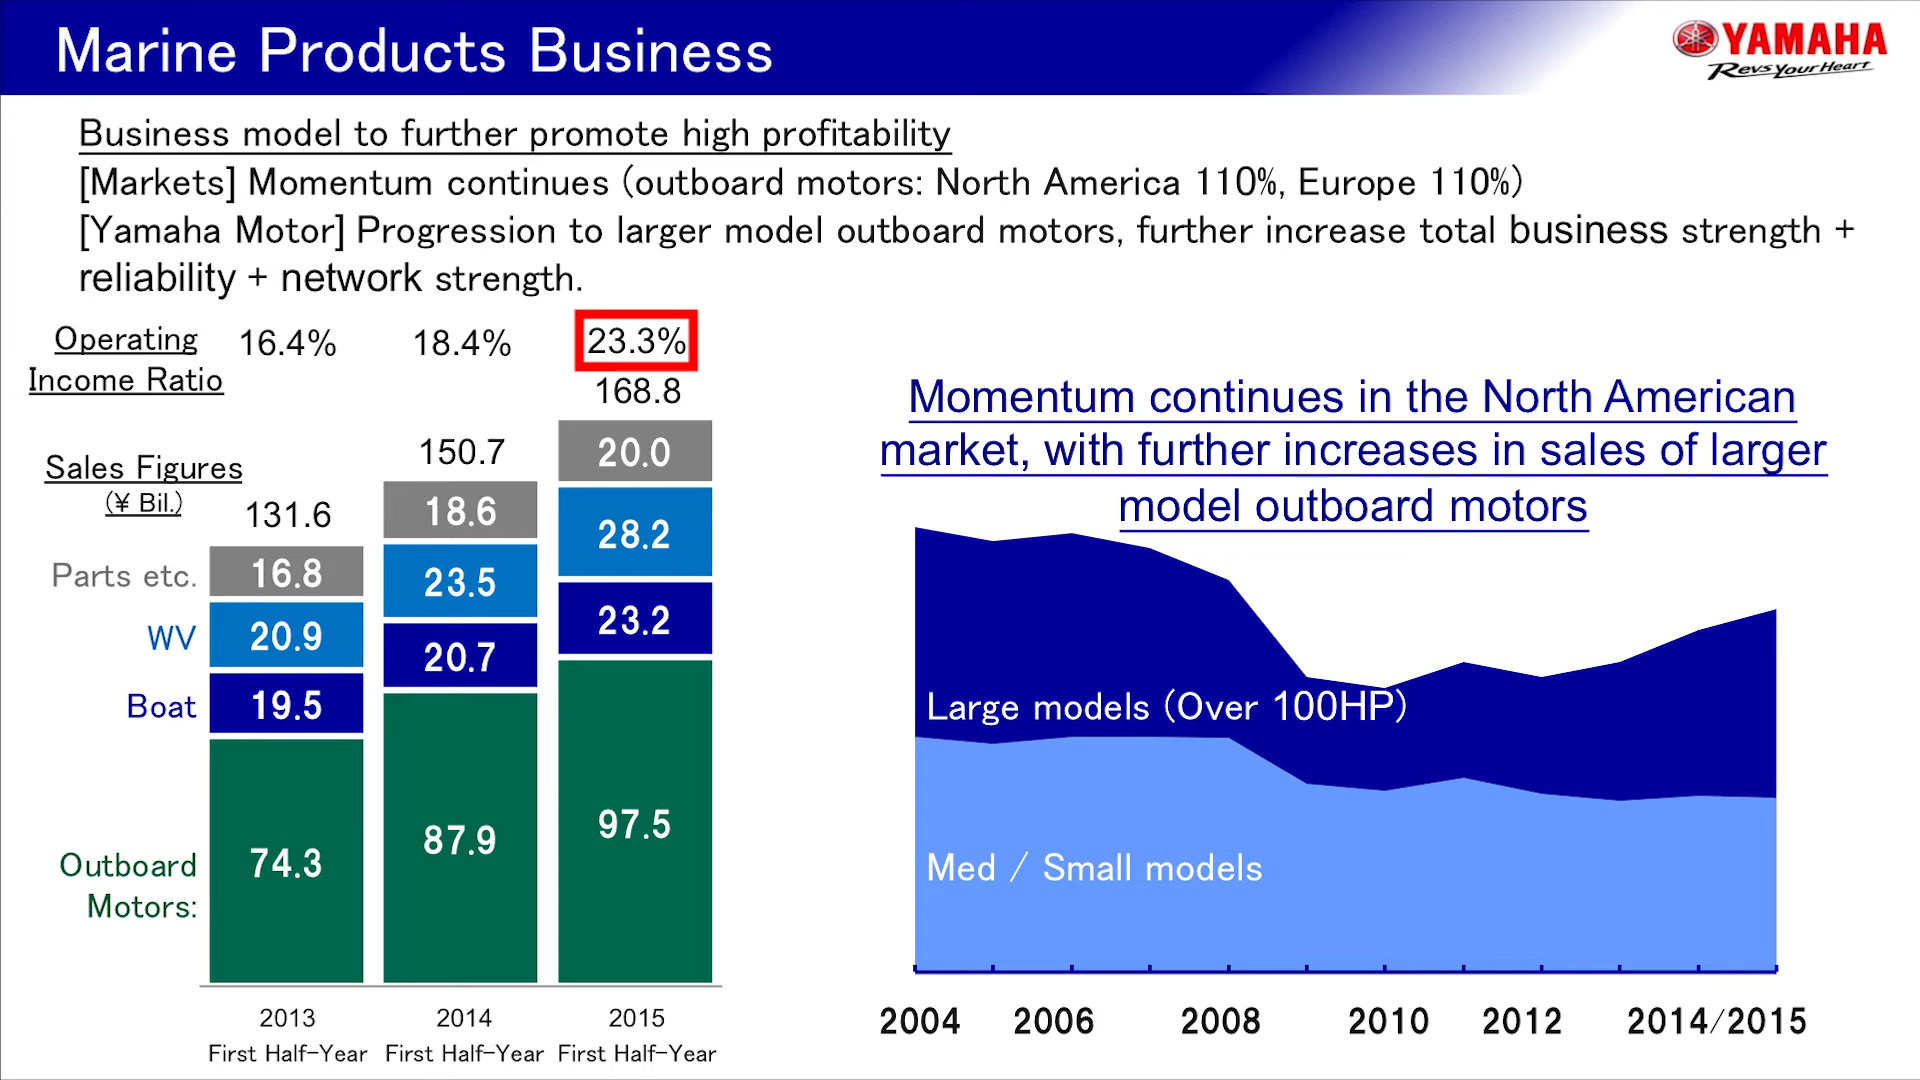 Marine Products Business
YAMAHA
Revs Your Heart
Business model to further promote high profitability
[Markets] Momentum continues (outboard motors: North America 110%, Europe 110%)
[Yamaha Motor] Progression to larger model outboard motors, further increase total business strength +
reliability + network strength.
Operating
Income Ratio
16.4%
18.4%
23.3%
Sales Figures
(¥ Bil.)
131.6
150.7
168.8
Parts etc.
16.8
18.6
20.0
WV
20.9
23.5
28.2
Boat
19.5
20.7
23.2
Outboard
Motors:
74.3
87.9
97.5
2013
First Half-Year
2014
First Half-Year
2015
First Half-Year
Momentum continues in the North American
market, with further increases in sales of larger
model outboard motors
Large models (Over 100HP)
Med / Small models
2004 2006 2008 2010 2012 2014/2015